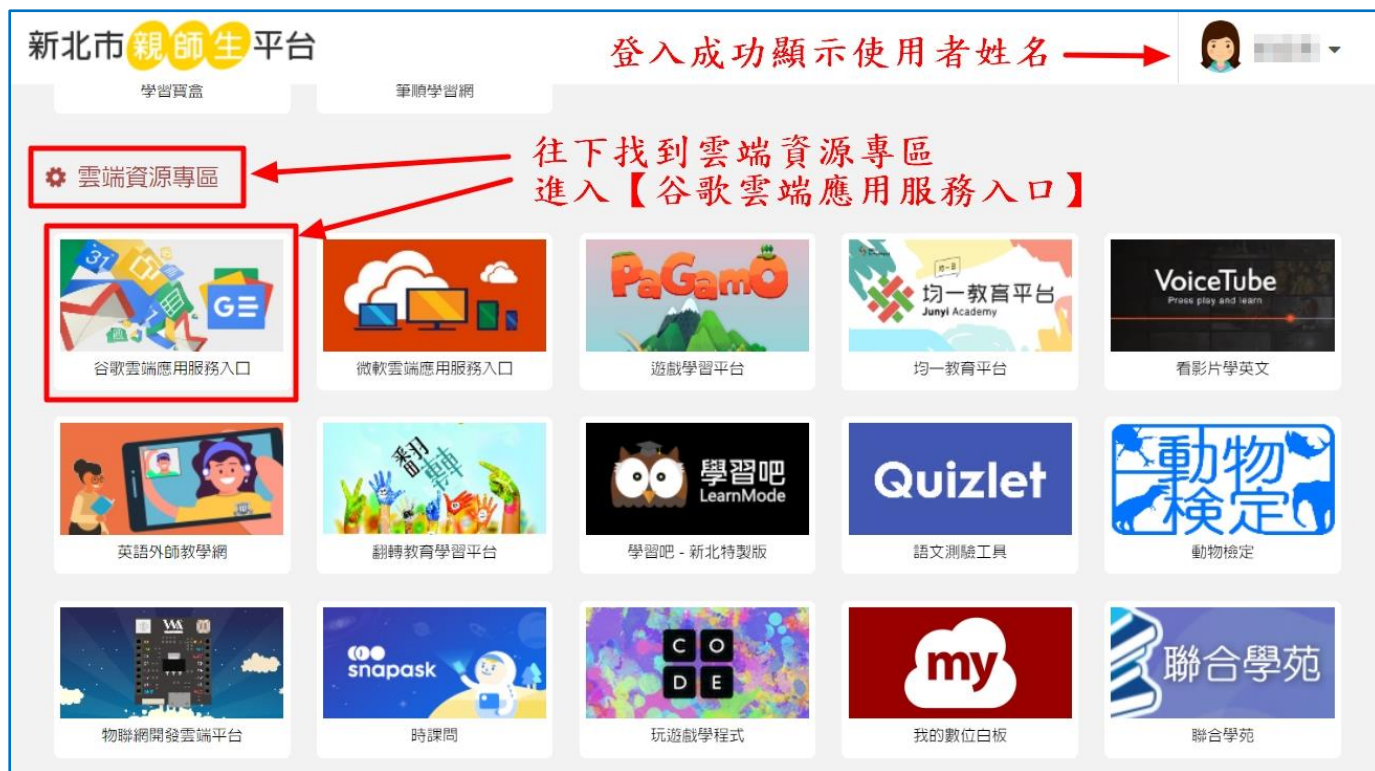 新北市親師生平台
登入成功顯示使用者姓名
學習寶盒
筆順學習網
往下找到雲端資源專區
進入【谷歌雲端應用服務入口】
雲端資源專區
31
GE
PaGamO
均一教育平台
Junyi Academy
VoiceTube
Press play and learn
谷歌雲端應用服務入口
微軟雲端應用服務入口
遊戲學習平台
均一教育平台
看影片學英文
翻轉
學習吧
LearnMode
Quizlet
動物
検定
英語外師教學網
翻轉教育學習平台
學習吧 - 新北特製版
語文測驗工具
動物檢定
snapask
C O
D E
my
聯合學苑
物聯網開發雲端平台
時課問
玩遊戲學程式
我的數位白板
聯合學苑